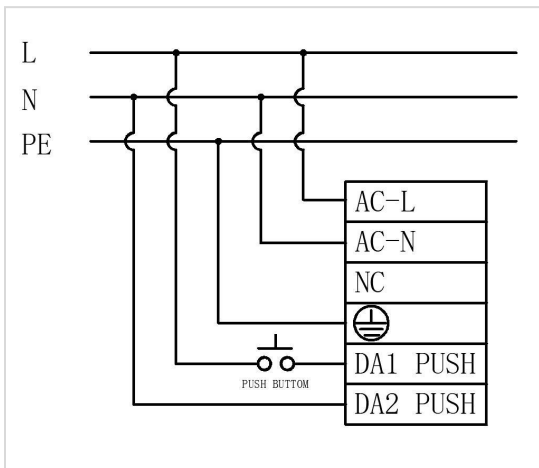 L
N
PE
AC-L
AC-N
NC
DA1 PUSH
PUSH BUTTOM
DA2 PUSH